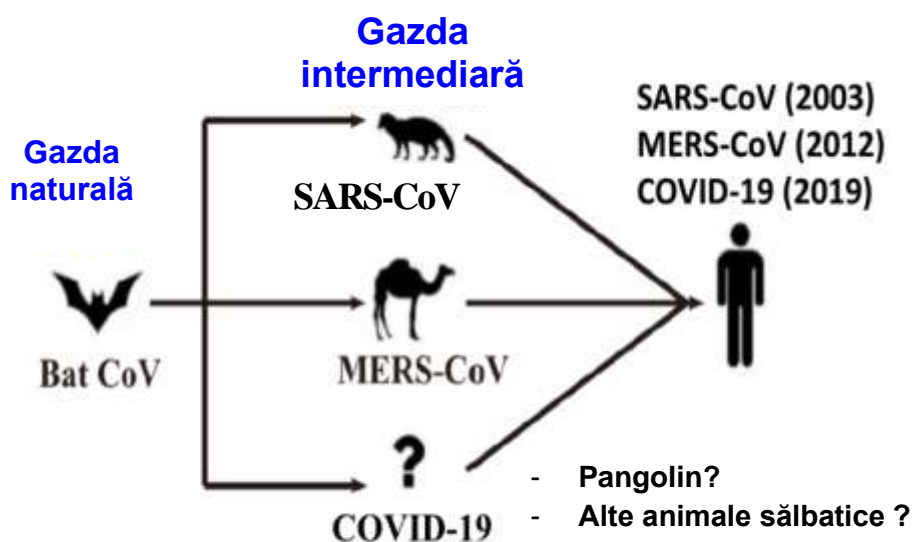 Gazda
intermediară
Gazda
naturală
SARS-CoV (2003)
MERS-CoV (2012)
COVID-19 (2019)
SARS-CoV
Bat CoV
MERS-CoV
?
COVID-19
- Pangolin?
- Alte animale sălbatice ?